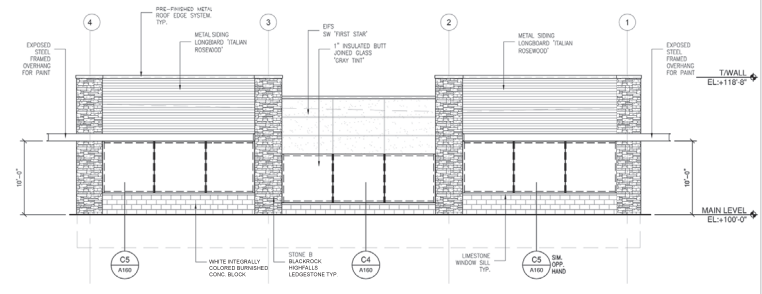 PRE-FINISHED METAL
ROOF EDGE SYSTEM.
TYP.
4
3
2
1
EIFS
SW 'FIRST STAR'
METAL SIDING
LONGBOARD 'ITALIAN
ROSEWOOD'
1" INSULATED BUTT
JOINED GLASS
'GRAY TINT'
METAL SIDING
LONGBOARD 'ITALIAN
ROSEWOOD'
EXPOSED
STEEL
FRAMED
OVERHANG
FOR PAINT
EXPOSED
STEEL
FRAMED
OVERHANG
FOR PAINT
T/WALL
EL:+118'-8"
10'-0"
10'-0"
MAIN LEVEL
EL:+100'-0"
C5
A160
WHITE INTEGRALLY
COLORED BURNISHED
CONC. BLOCK
STONE B
BLACKROCK
HIGHFALLS
LEDGESTONE TYP
C4
A160
LIMESTONE
WINDOW SILL
TYP.
C5
A160
SIM.
OPP.
HAND